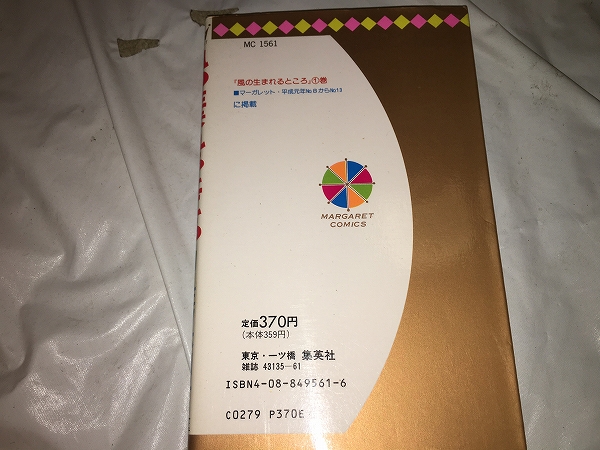 MC 1561
『風の生まれるところ』①巻
■マーガレット・平成元年No8からNo13
に掲載
MARGARET
COMICS
定価370円
(本体359円)
東京・一ツ橋 集英社
雑誌 43135—61
ISBN4-08-849561-6
C0279 P370E